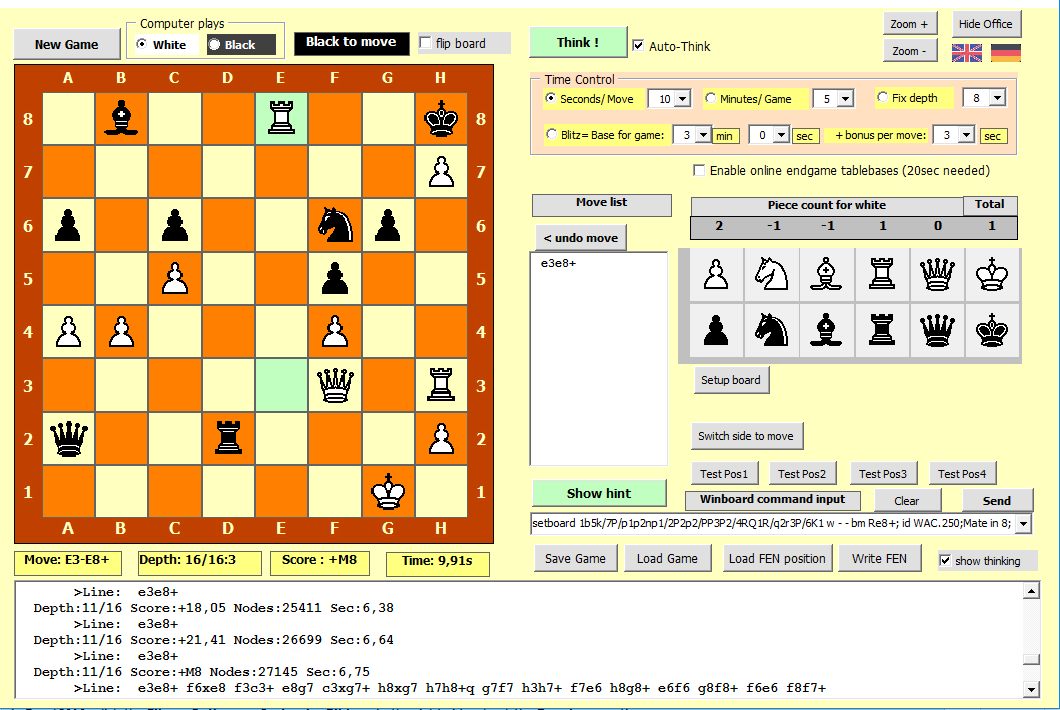 Computer plays
New Game
White
Black
Black to move
flip board
Think !
Auto-Think
Zoom +
Hide Office
Zoom -
Time Control
Seconds/ Move
10
Minutes/ Game
5
Fix depth
8
Blitz= Base for game:
3
min
0
sec
+ bonus per move:
3
sec
Enable online endgame tablebases (20sec needed)
A B C D E F G H
8 8
7 7
6 6
5 5
4 4
3 3
2 2
1 1
A B C D E F G H
Move list
< undo move
e3e8+
Piece count for white
Total
2 -1 -1 1 0 1
Setup board
Switch side to move
Test Pos1
Test Pos2
Test Pos3
Test Pos4
Show hint
Winboard command input
Clear
Send
setboard 1b5k/7P/p1p2np1/2P2p2/PP3P2/4RQ1R/q2r3P/6K1 w - - bm Re8+; id WAC.250;Mate in 8;
Move: E3-E8+
Depth: 16/16:3
Score : +M8
Time: 9,91s
Save Game
Load Game
Load FEN position
Write FEN
show thinking
>Line: e3e8+
Depth:11/16 Score:+18,05 Nodes:25411 Sec:6,38
>Line: e3e8+
Depth:11/16 Score:+21,41 Nodes:26699 Sec:6,64
>Line: e3e8+
Depth:11/16 Score:+M8 Nodes:27145 Sec:6,75
>Line: e3e8+ f6xe8 f3c3+ e8g7 c3xg7+ h8xg7 h7h8+q g7f7 h3h7+ f7e6 h8g8+ e6f6 g8f8+ f6e6 f8f7+